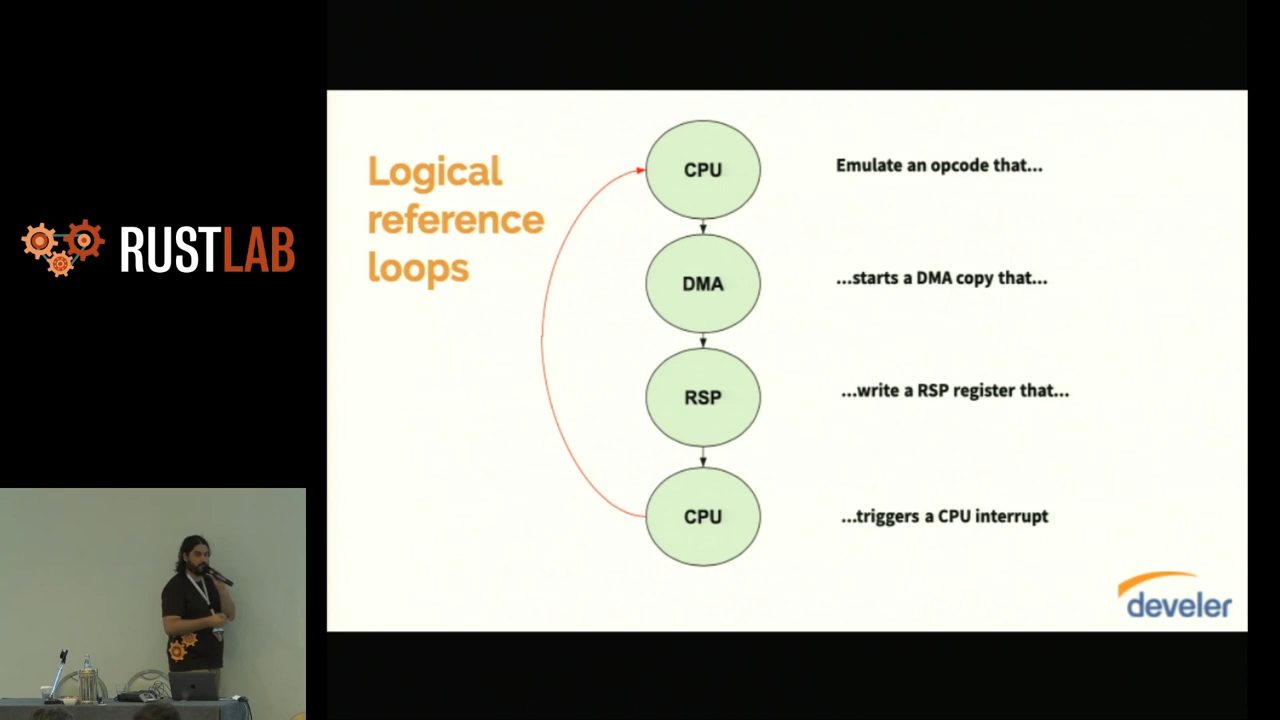 RUSTLAB
Logical
reference
loops
CPU
Emulate an opcode that...
DMA
...starts a DMA copy that...
RSP
...write a RSP register that...
CPU
...triggers a CPU interrupt
develer